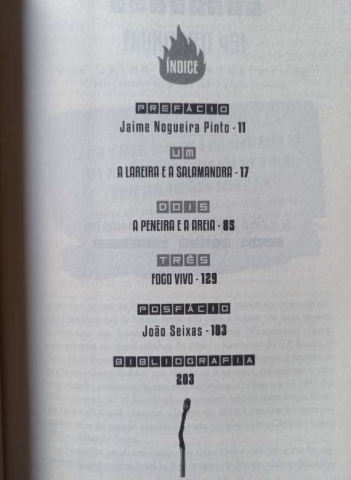 ÍNDICE
PREFÁCIO
Jaime Nogueira Pinto - 11
UM
A LAREIRA E A SALAMANDRA - 17
DOIS
A PENEIRA E A AREIA - 85
TRÊS
FOGO VIVO - 129
POSFÁCIO
João Seixas - 183
BIBLIOGRAFIA
203